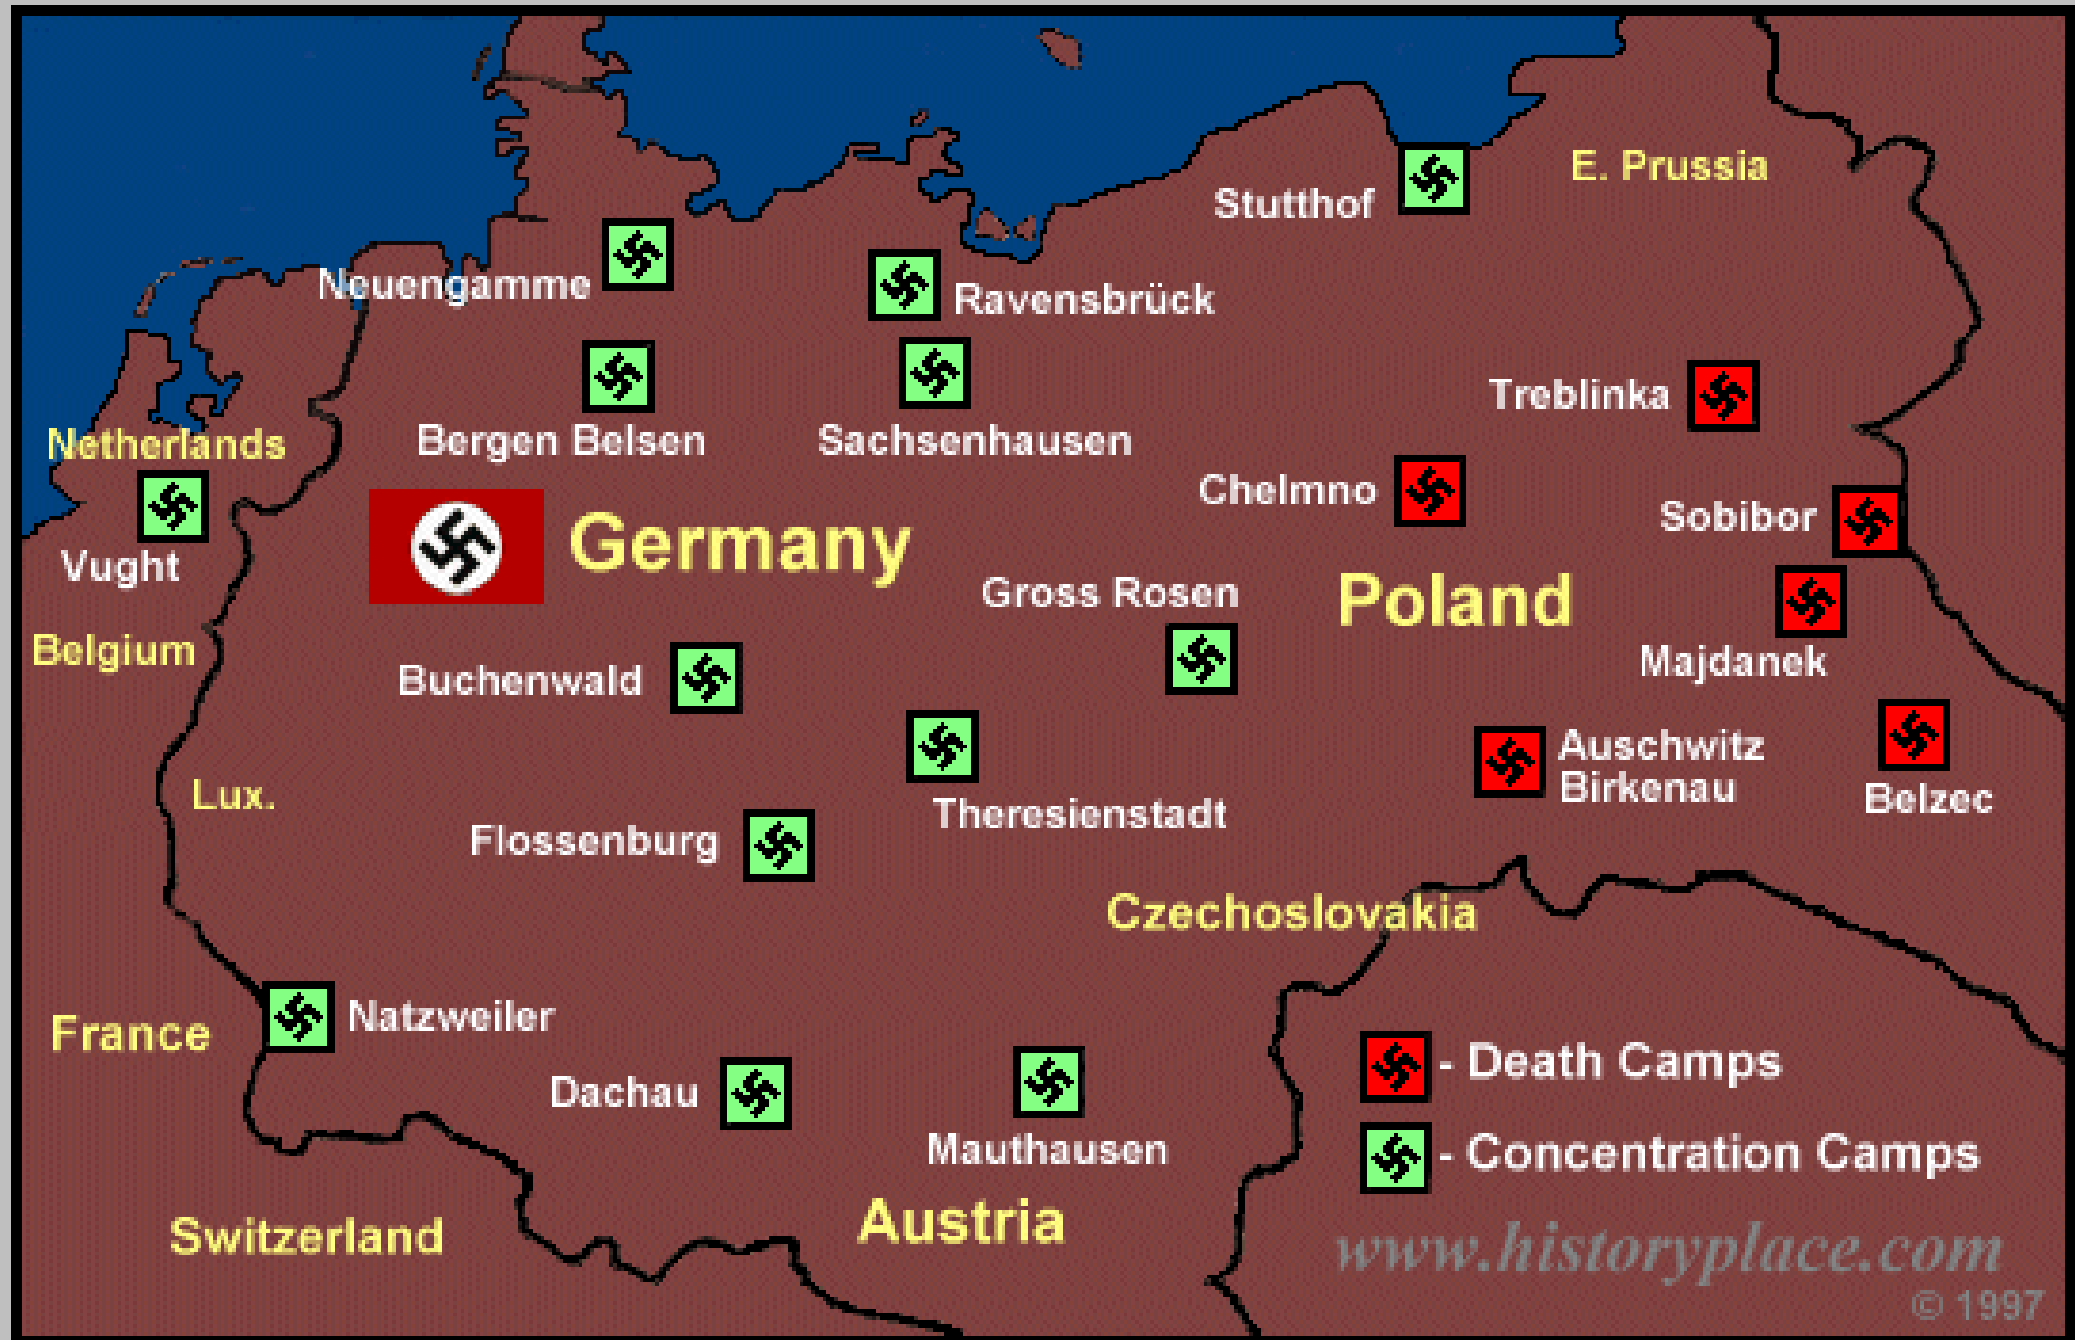 E. Prussia
Stutthof
Neuengamme
Ravensbrück
Treblinka
Netherlands
Bergen Belsen
Sachsenhausen
Chelmno
Sobibor
Vught
Germany
Gross Rosen
Poland
Belgium
Buchenwald
Majdanek
Auschwitz
Birkenau
Lux.
Belzec
Theresienstadt
Flossenburg
Czechoslovakia
Natzweiler
France
- Death Camps
Dachau
Mauthausen
- Concentration Camps
Austria
Switzerland
www.historyplace.com
© 1997